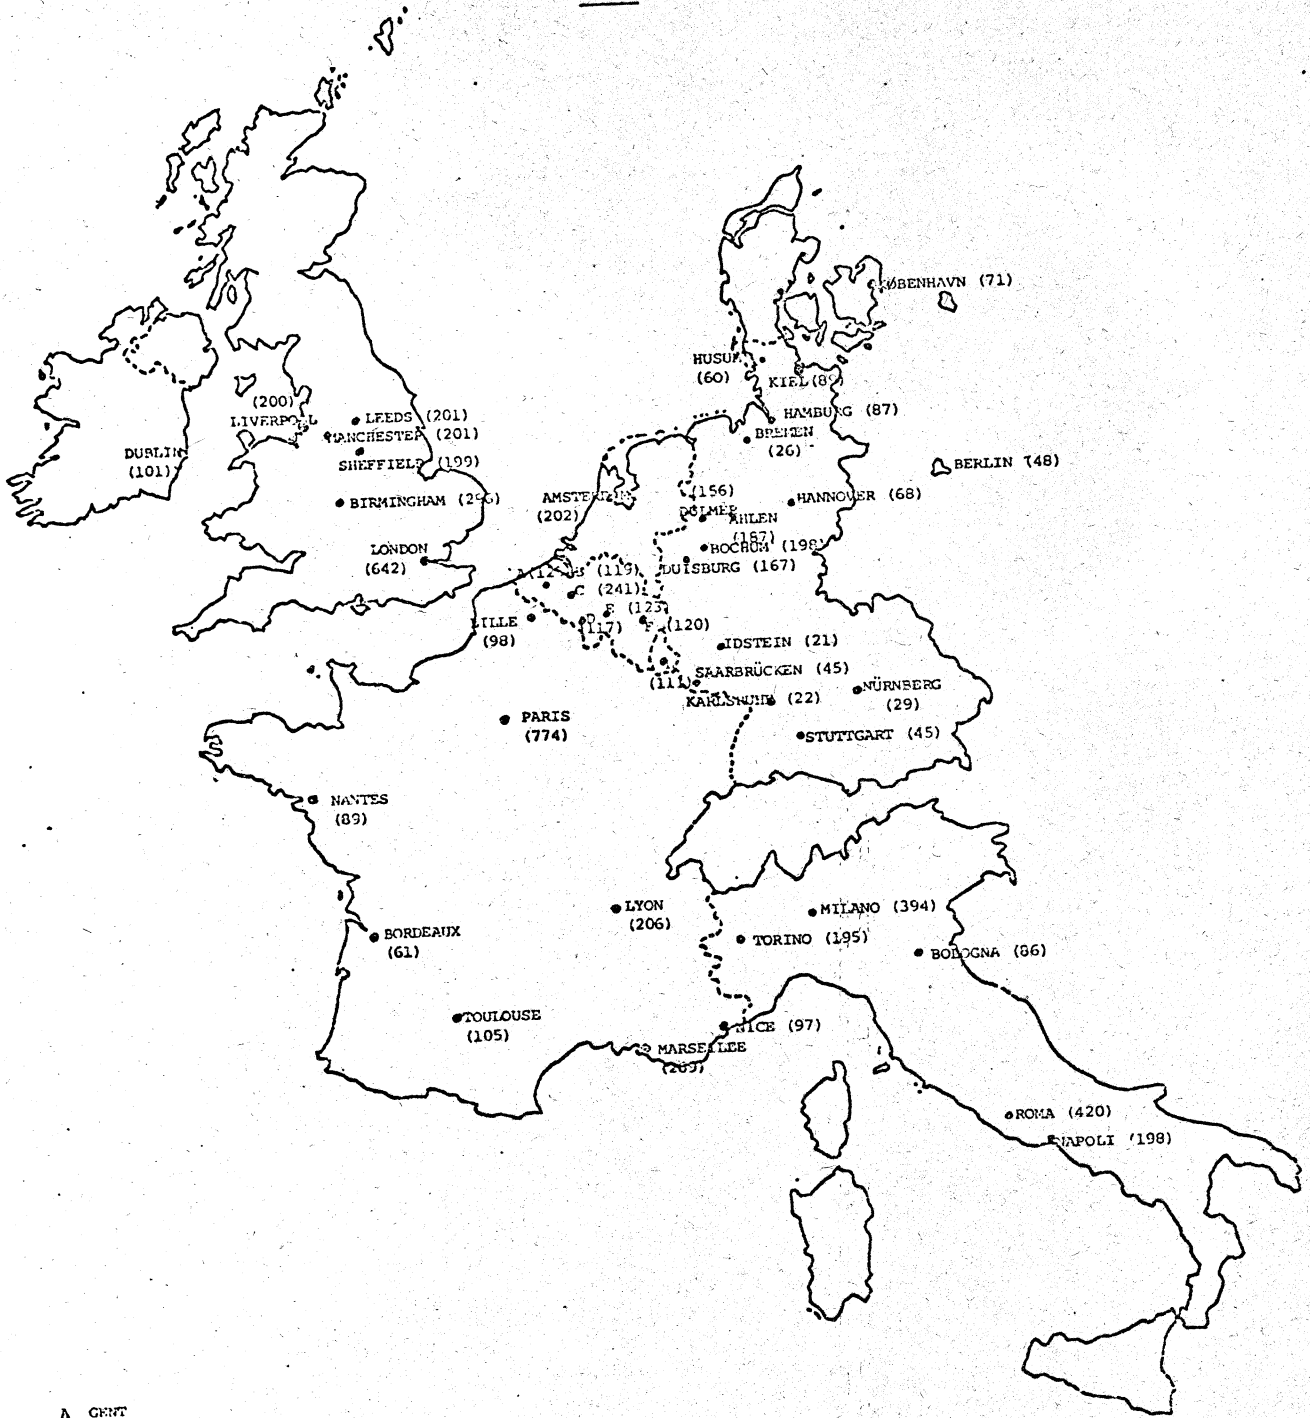 KØBENHAVN (71)
HUSUM
(60)
KIEL (89)
(200)
LIVERPOOL
LEEDS (201)
MANCHESTER (201)
SHEFFIELD (199)
DUBLIN
(101)
HAMBURG (87)
BREMEN
(26)
BERLIN (48)
BIRMINGHAM
AMSTERDAM
(202)
(156)
HANNOVER (68)
AHLEN
(187)
BOCHUM (198)
LONDON
(642)
DUISBURG (167)
A
B (119)
C (241)
E (123)
LILLE
(98)
D
(117)
F (120)
IDSTEIN (21)
SAARBRÜCKEN (45)
(111)
KARLSRUHE (22)
NÜRNBERG
(29)
PARIS
(774)
STUTTGART (45)
NANTES
(89)
LYON
(206)
MILANO (394)
BORDEAUX
(61)
TORINO (195)
BOLOGNA (86)
TOULOUSE
(105)
NICE (97)
MARSEILLE
ROMA (420)
NAPOLI (198)
A GENT